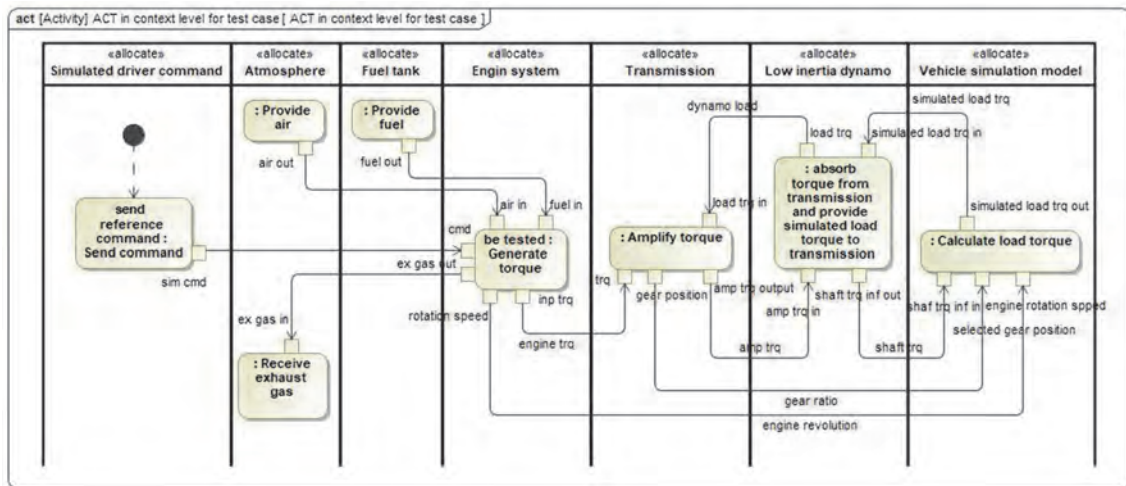 act [Activity] ACT in context level for test case [ ACT in context level for test case ]
«allocate»
Simulated driver command
«allocate»
Atmosphere
«allocate»
Fuel tank
«allocate»
Engin system
«allocate»
Transmission
«allocate»
Low inertia dynamo
«allocate»
Vehicle simulation model
: Provide
air
air out
: Provide
fuel
fuel out
dynamo load
load trq
simulated load trq
simulated load trq in
send
reference
command :
Send command
sim cmd
air in
fuel in
cmd
be tested :
Generate
torque
ex gas out
rotation speed
inp trq
engine trq
load trq in
: Amplify torque
trq
gear position
amp trq output
: absorb
torque from
transmission
and provide
simulated load
torque to
transmission
amp trq in
shaft trq inf out
simulated load trq out
: Calculate load torque
shaf trq inf in
engine rotation spped
selected gear position
ex gas in
: Receive
exhaust
gas
amp trq
shaft trq
gear ratio
engine revolution